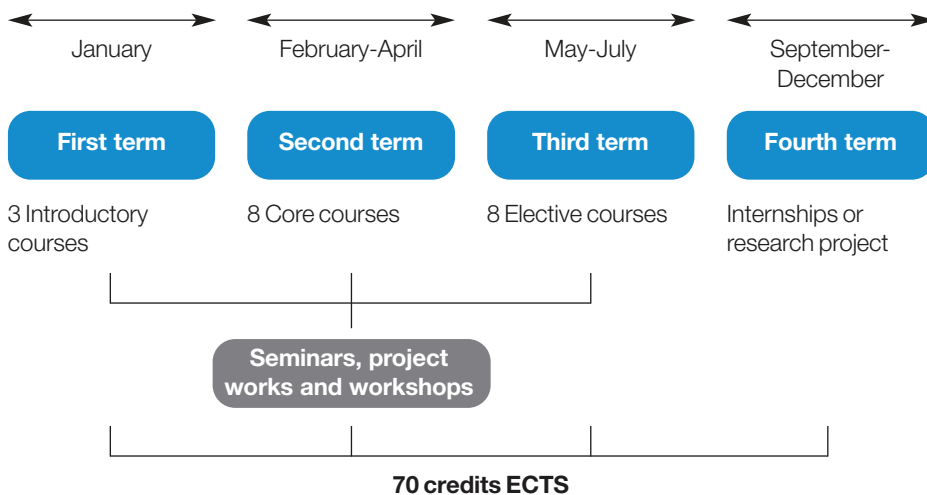 January
February-April
May-July
September-
December
First term
Second term
Third term
Fourth term
3 Introductory
courses
8 Core courses
8 Elective courses
Internships or
research project
Seminars, project
works and workshops
70 credits ECTS